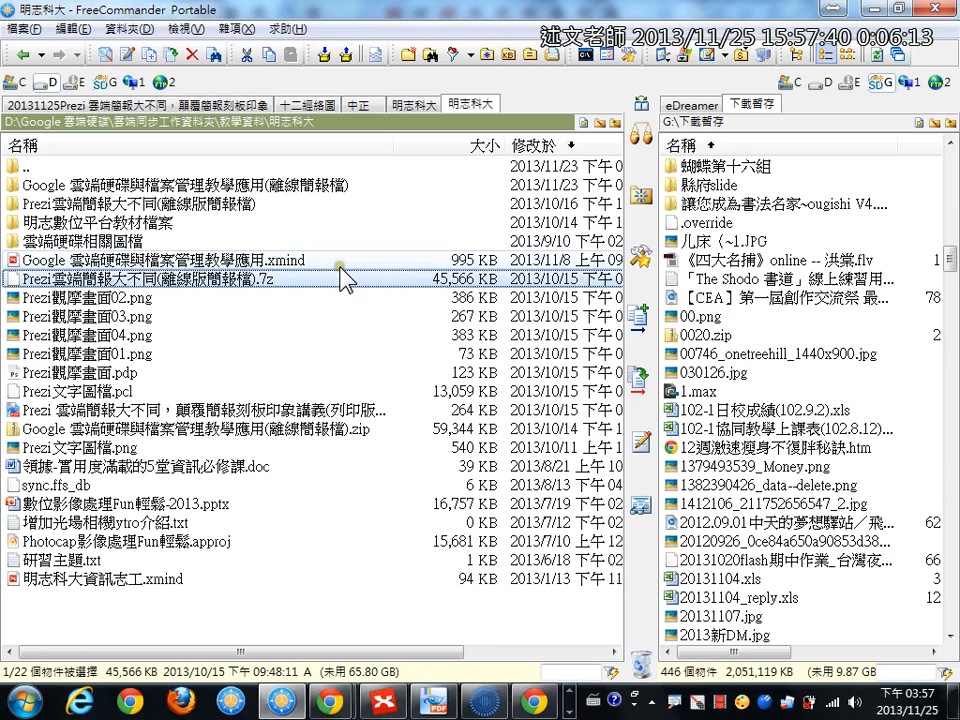 明志科大 - FreeCommander Portable
檔案(F) 編輯(E) 資料夾(D) 檢視(V) 雜項(X) 求助(H)
述文老師 2013/11/25 15:57:40 0:06:13
C D E G 1 2
C D E G 1 2
20131125Prezi 雲端簡報大不同，顛覆簡報刻板印象 十二經絡圖 中正 明志科大 明志科大
eDreamer 下載暫存
D:\Google 雲端硬碟\雲端同步工作資料夾\教學資料\明志科大
G:\下載暫存
名稱 大小 修改於
..
2013/11/23 下午 0
Google 雲端硬碟與檔案管理教學應用(離線簡報檔) 2013/11/23 下午 0
Prezi雲端簡報大不同(離線版簡報檔) 2013/10/16 下午 0
明志數位平台教材檔案 2013/10/14 下午 1
雲端硬碟相關圖檔 2013/9/10 下午 0
Google 雲端硬碟與檔案管理教學應用.xmind 995 KB 2013/11/8 上午 09
Prezi雲端簡報大不同(離線版簡報檔).7z 45,566 KB 2013/10/15 下午 0
Prezi觀摩畫面02.png 386 KB 2013/10/15 下午 0
Prezi觀摩畫面03.png 267 KB 2013/10/15 下午 0
Prezi觀摩畫面04.png 383 KB 2013/10/15 下午 0
Prezi觀摩畫面01.png 73 KB 2013/10/15 下午 0
Prezi觀摩畫面.pdp 123 KB 2013/10/15 下午 0
Prezi文字圖檔.pcl 13,059 KB 2013/10/15 下午 0
Prezi 雲端簡報大不同，顛覆簡報刻板印象講義(列印版... 264 KB 2013/10/15 下午 0
Google 雲端硬碟與檔案管理教學應用(離線簡報檔).zip 59,344 KB 2013/10/14 下午 0
Prezi文字圖檔.png 540 KB 2013/10/11 上午 0
領據-實用度滿載的5堂資訊必修課.doc 39 KB 2013/8/21 上午 10
sync.ffs_db 6 KB 2013/8/13 上午 04
數位影像處理Fun輕鬆-2013.pptx 16,757 KB 2013/7/19 下午 02
增加光場相機lytro介紹.txt 0 KB 2013/7/19 下午 03
Photocap影像處理Fun輕鬆.approj 15,681 KB 2013/7/10 上午 12
研習主題.txt 1 KB 2013/6/18 下午 08
明志科大資訊志工.xmind 94 KB 2013/1/13 下午 11
名稱
蝴蝶第十六組
縣府slide
讓您成為書法名家~ougishi V4....
.override
儿床（~1.JPG
《四大名捕》online -- 洪棠.flv 1
「The Shodo 書道」線上練習用...
【CEA】第一屆創作交流祭 最... 78
00.png
0020.zip 2
00746_onetreehill_1440x900.jpg
030126.jpg
1.max
102-1日校成績(102.9.2).xls
102-1協同教學上課表(102.8.12)...
12週激速瘦身不復胖秘訣.htm
1379493539_Money.png
1382390426_data--delete.png
1412106_211752656547_2.jpg
2012.09.01中天的夢想驛站／飛... 62
20120926_0ce84a650a90853d38...
20131020flash期中作業_台灣夜... 66
20131104.xls 3
20131104_reply.xls 12
20131107.jpg
2013新DM.jpg
1/22 個物件被選擇 45,566 KB 2013/10/15 下午 09:48:11 A (未用 65.80 GB)
446 個物件 2,051,119 KB (未用 9.87 GB
下午 03:57
2013/11/25